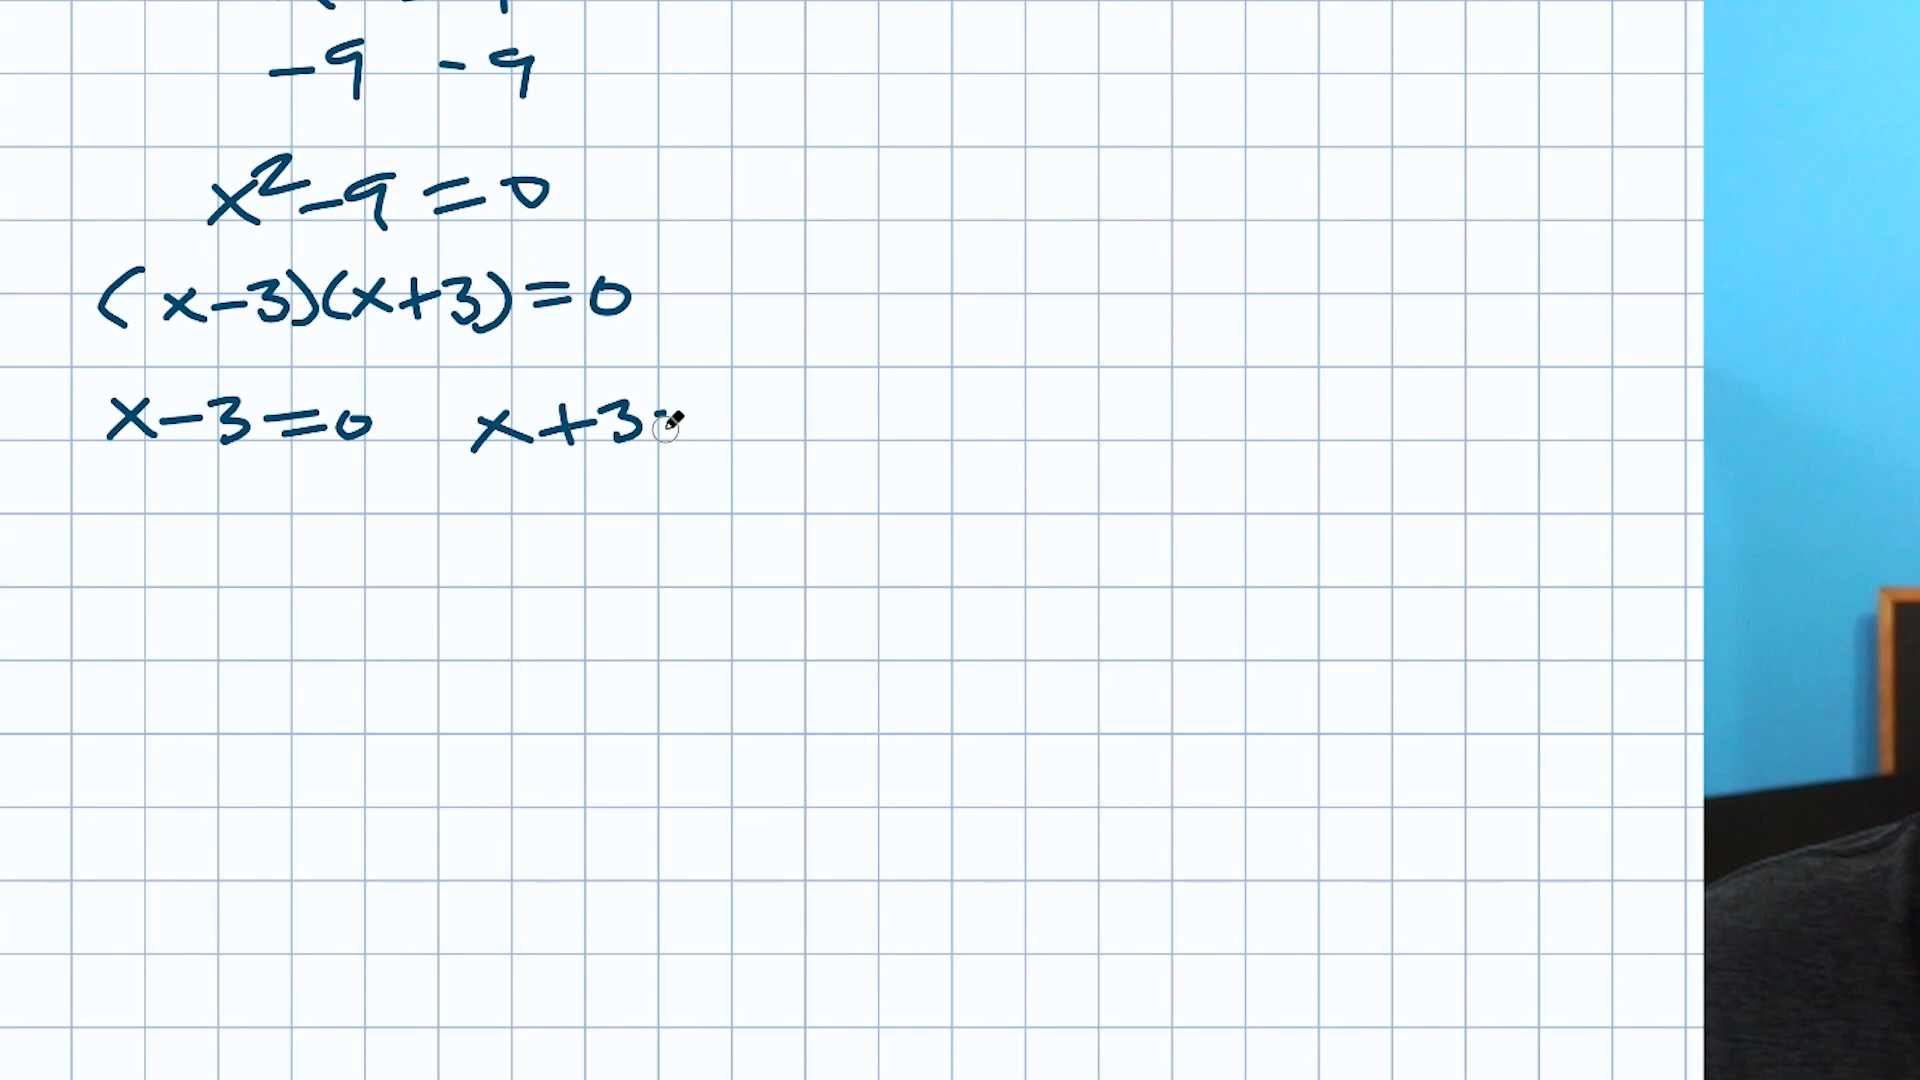 -9 -9
x²-9=0
(x-3)(x+3)=0
x-3=0 x+3